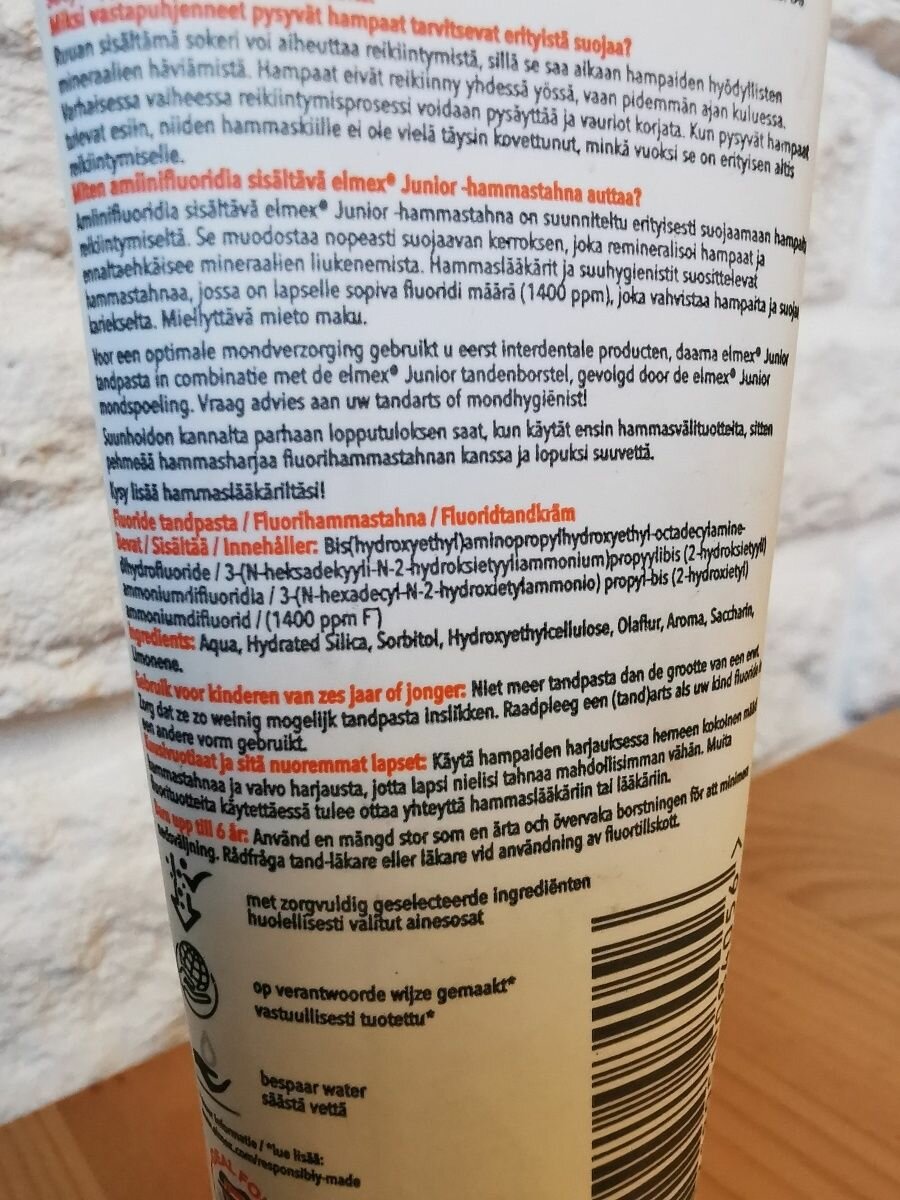 Miksi vastapuhjenneet pysyvät hampaat tarvitsevat erityistä suojaa?
Ruuan sisältämä sokeri voi aiheuttaa reikiintymistä, sillä se saa aikaan hampaiden hyödyllisten
mineraalien häviämistä. Hampaat eivät reikiinny yhdessä yössä, vaan pidemmän ajan kuluessa.
Varhaisessa vaiheessa reikiintymisprosessi voidaan pysäyttää ja vauriot korjata. Kun pysyvät hampaat
tulevat esiin, niiden hammaskiille ei ole vielä täysin kovettunut, minkä vuoksi se on erityisen altis
reikiintymiselle.
Miten amiinifluoridia sisältävä elmex® Junior -hammastahna auttaa?
Amiinifluoridia sisältävä elmex® Junior -hammastahna on suunniteltu erityisesti suojaamaan hampaita
reikiintymiseltä. Se muodostaa nopeasti suojaavan kerroksen, joka remineralisoi hampaat ja
ennaltaehkäisee mineraalien liukenemista. Hammaslääkärit ja suuhygienistit suosittelevat
hammastahnaa, jossa on lapselle sopiva fluoridi määrä (1400 ppm), joka vahvistaa hampaita ja suojaa
kariekselta. Miellyttävä mieto maku.
Voor een optimale mondverzorging gebruikt u eerst interdentale producten, daarna elmex® Junior
tandpasta in combinatie met de elmex® Junior tandenborstel, gevolgd door de elmex® Junior
mondspoeling. Vraag advies aan uw tandarts of mondhygiënist!
Suunhoidon kannalta parhaan lopputuloksen saat, kun käytät ensin hammasvälituotteita, sitten
pehmeää hammasharjaa fluorihammastahnan kanssa ja lopuksi suuvettä.
Kysy lisää hammaslääkäriltäsi!
Fluoride tandpasta / Fluorihammastahna / Fluoridtandkräm
Bevat / Sisältää / Innehåller: Bis(hydroxyethyl)aminopropylhydroxyethyl-octadecylamine-
dihydrofluoride / 3-(N-heksadekyyli-N-2-hydroksietyyliammonium)propyylibis (2-hydroksietyyli)
ammoniumdifluoridia / 3-(N-hexadecyl-N-2-hydroxietylammonio) propyl-bis (2-hydroxietyl)
ammoniumdifluorid / (1400 ppm F⁻)
Ingredients: Aqua, Hydrated Silica, Sorbitol, Hydroxyethylcellulose, Olaflur, Aroma, Saccharin,
Limonene.
Gebruik voor kinderen van zes jaar of jonger: Niet meer tandpasta dan de grootte van een erwt.
Zorg dat ze zo weinig mogelijk tandpasta inslikken. Raadpleeg een (tand)arts als uw kind fluoride in
een andere vorm gebruikt.
Kuusivuotiaat ja sitä nuoremmat lapset: Käytä hampaiden harjauksessa herneen kokoinen määrä
hammastahnaa ja valvo harjausta, jotta lapsi nielisi tahnaa mahdollisimman vähän. Muita
fluorituotteita käytettäessä tulee ottaa yhteyttä hammaslääkäriin tai lääkäriin.
Barn upp till 6 år: Använd en mängd stor som en ärta och övervaka borstningen för att minimera
nedsväljning. Rådfråga tand-läkare eller läkare vid användning av fluortillskott.
met zorgvuldig geselecteerde ingrediënten
huolellisesti valitut ainesosat
op verantwoorde wijze gemaakt*
vastuullisesti tuotettu*
bespaar water
säästä vettä
informatie / *lue lisää:
.com/responsibly-made